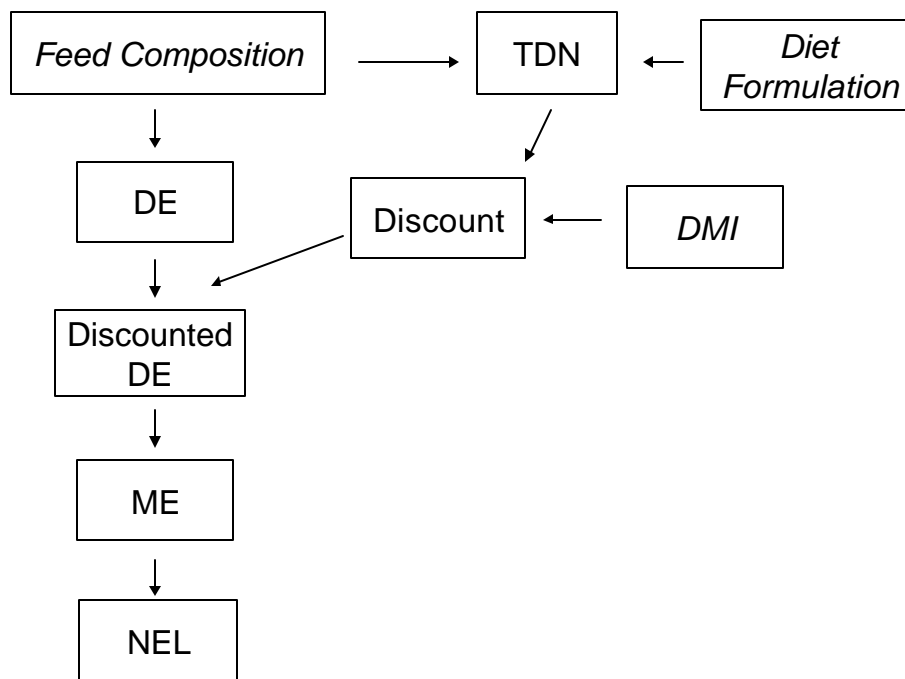 Feed Composition
TDN
Diet
Formulation
DE
Discount
DMI
Discounted
DE
ME
NEL